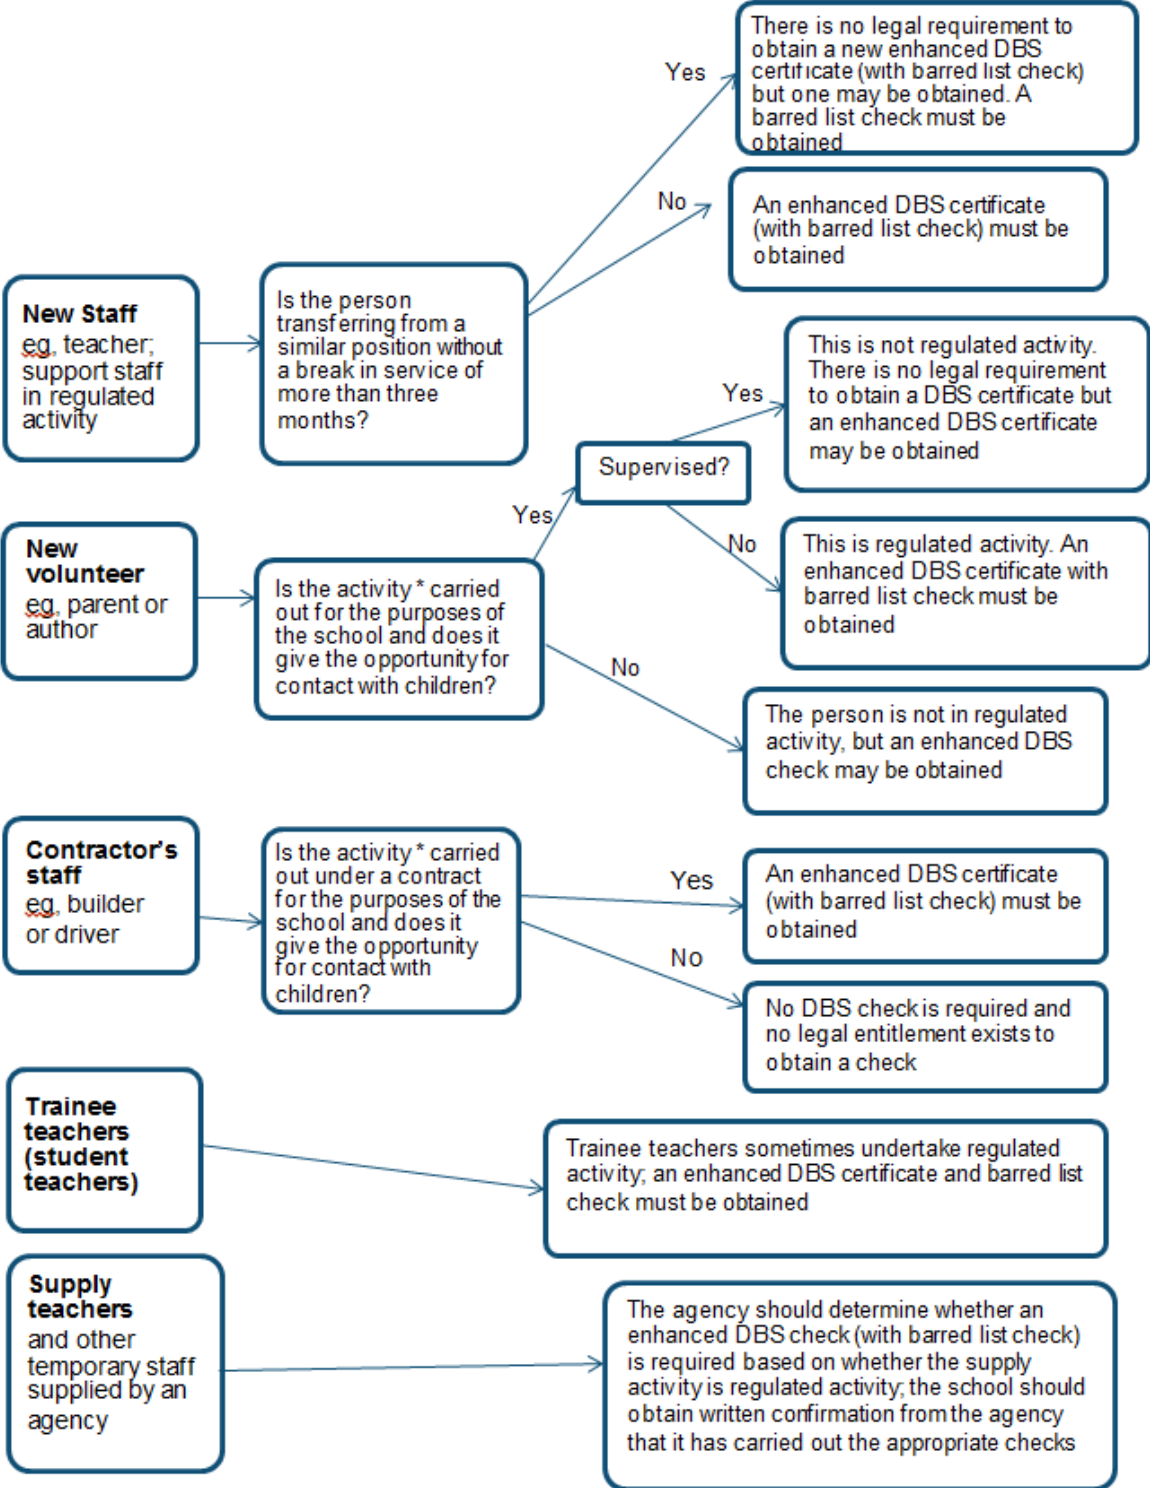 There is no legal requirement to
obtain a new enhanced DBS
certificate (with barred list check)
but one may be obtained. A
barred list check must be
obtained
Yes
No
An enhanced DBS certificate
(with barred list check) must be
obtained
New Staff
eg, teacher;
support staff
in regulated
activity
Is the person
transferring from a
similar position without
a break in service of
more than three
months?
This is not regulated activity.
There is no legal requirement
to obtain a DBS certificate but
an enhanced DBS certificate
may be obtained
Yes
Supervised?
Yes
No
This is regulated activity. An
enhanced DBS certificate with
barred list check must be
obtained
New
volunteer
eg, parent or
author
Is the activity * carried
out for the purposes of
the school and does it
give the opportunity for
contact with children?
No
The person is not in regulated
activity, but an enhanced DBS
check may be obtained
Contractor's
staff
eg, builder
or driver
Is the activity * carried
out under a contract
for the purposes of the
school and does it
give the opportunity
for contact with
children?
Yes
An enhanced DBS certificate
(with barred list check) must be
obtained
No
No DBS check is required and
no legal entitlement exists to
obtain a check
Trainee
teachers
(student
teachers)
Trainee teachers sometimes undertake regulated
activity; an enhanced DBS certificate and barred list
check must be obtained
Supply
teachers
and other
temporary staff
supplied by an
agency
The agency should determine whether an
enhanced DBS check (with barred list check)
is required based on whether the supply
activity is regulated activity; the school should
obtain written confirmation from the agency
that it has carried out the appropriate checks